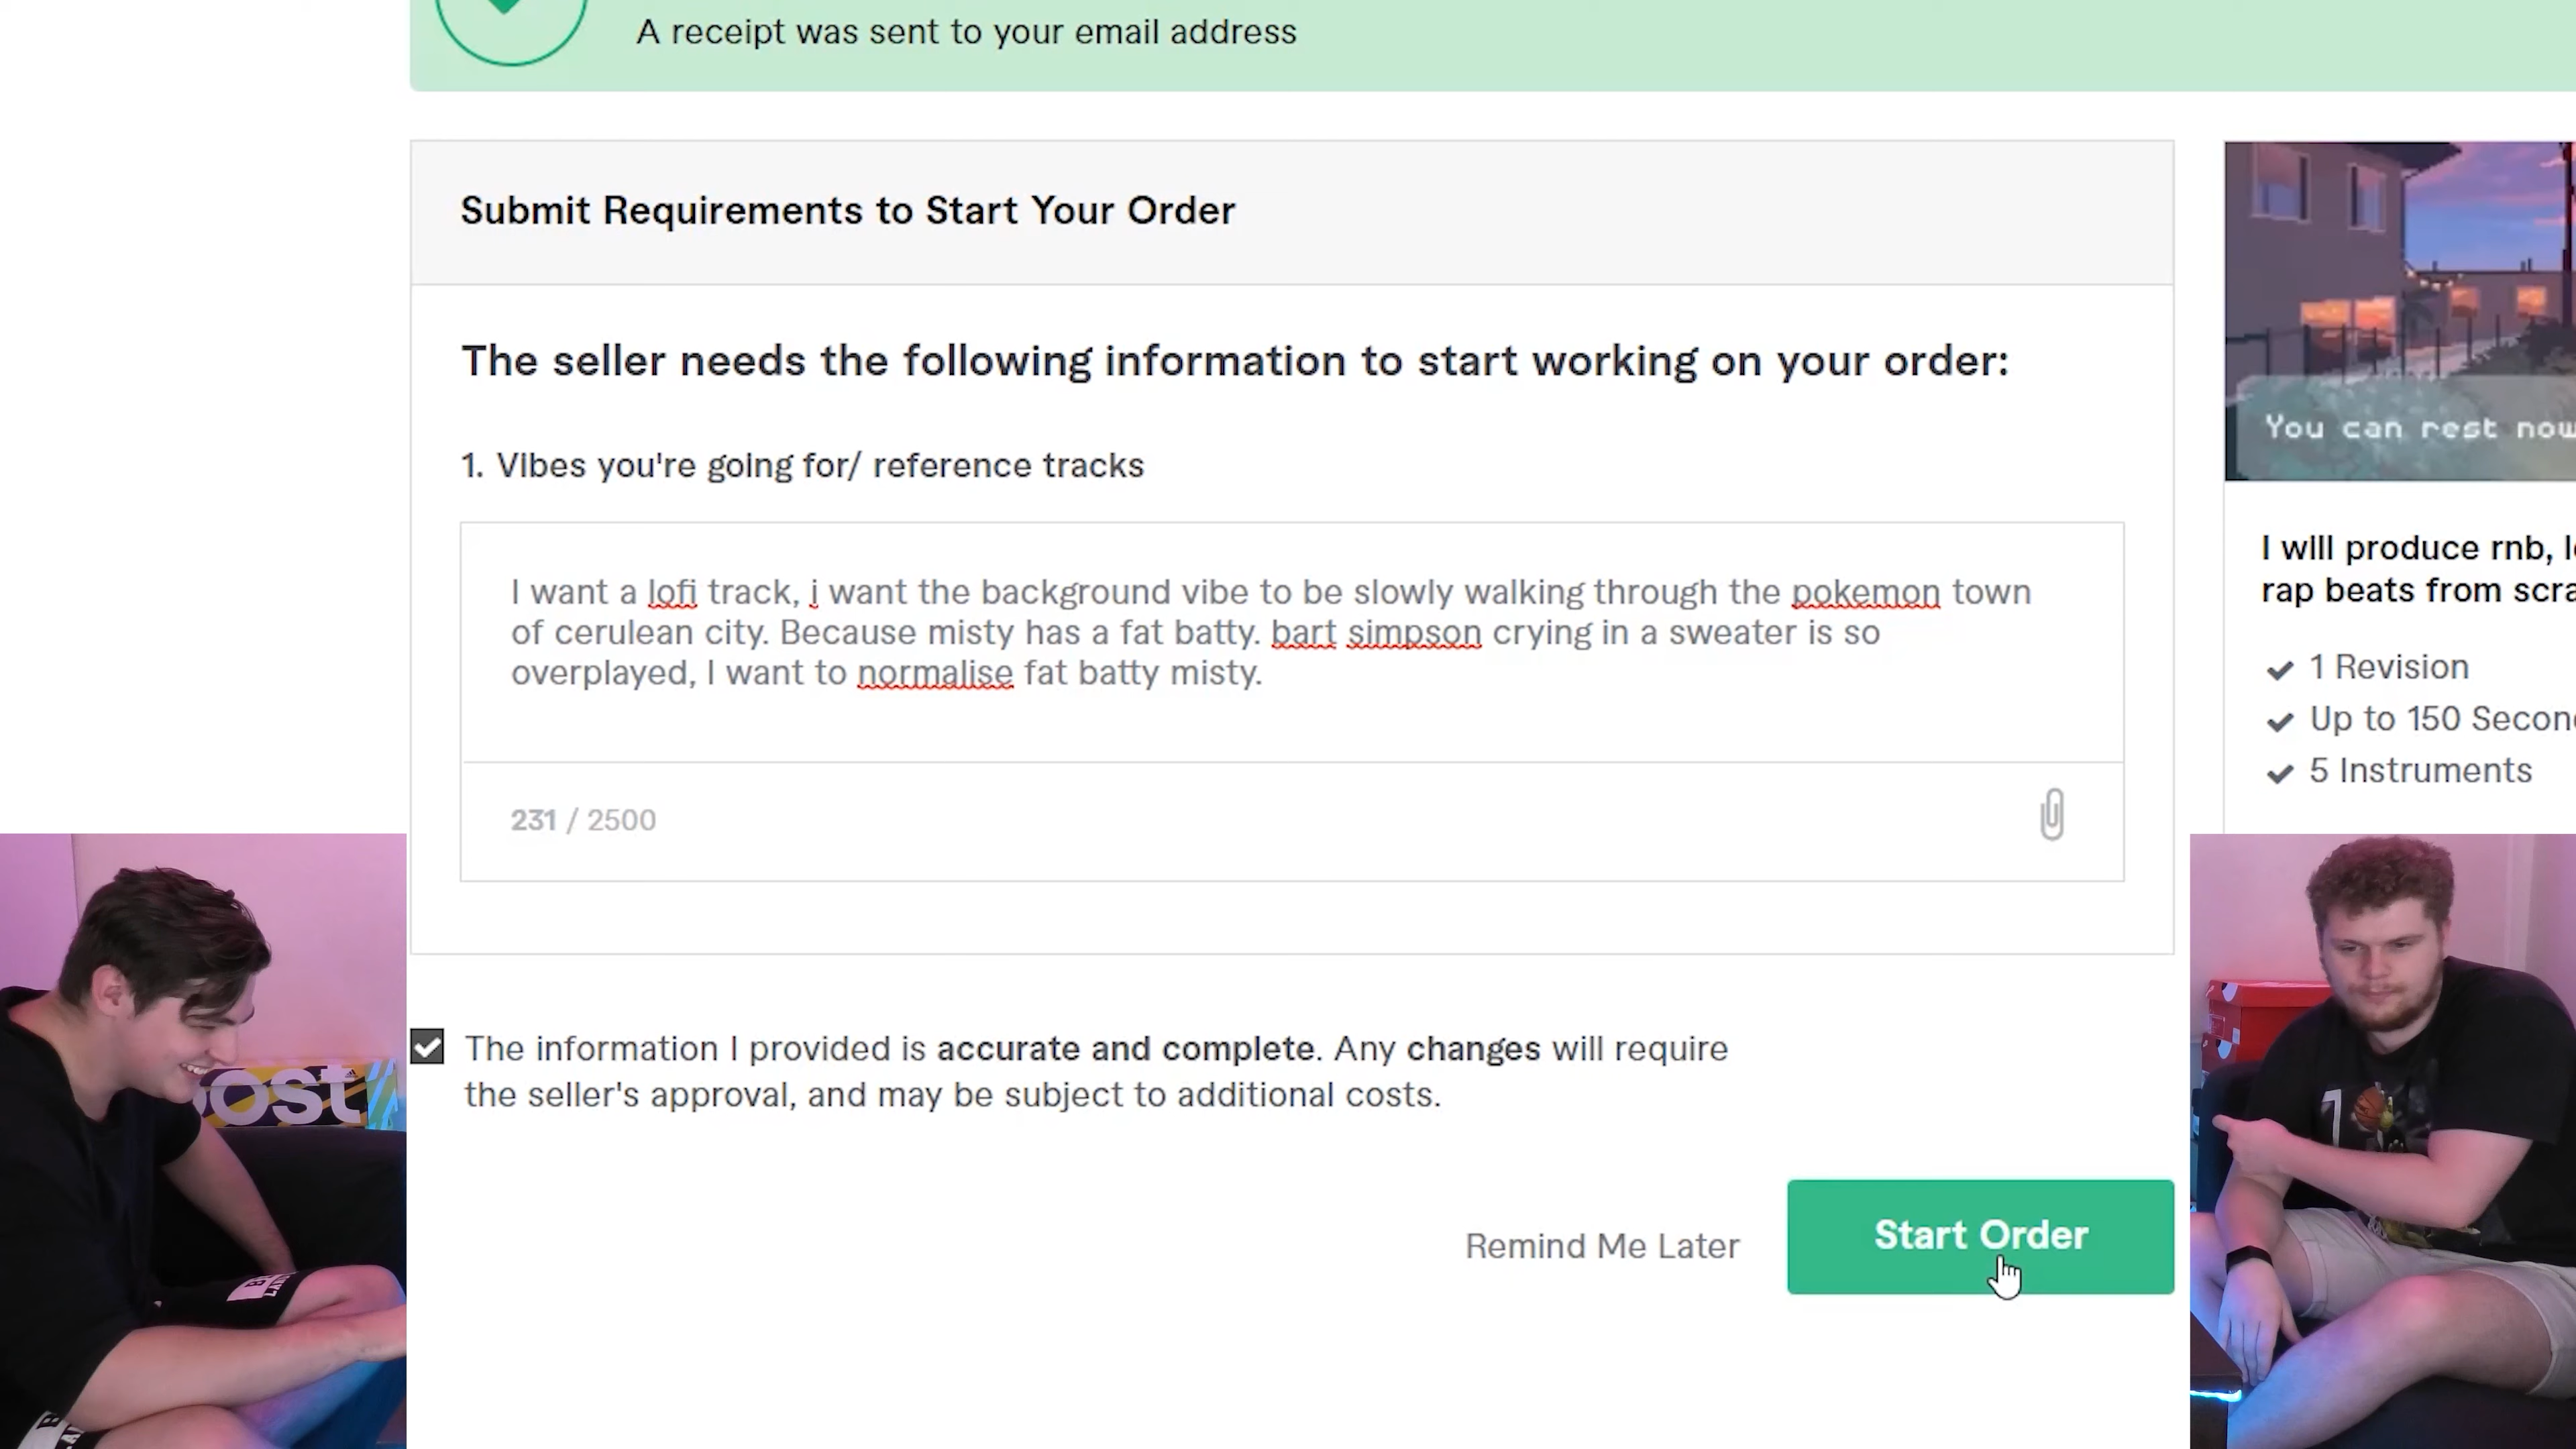 A receipt was sent to your email address
Submit Requirements to Start Your Order
The seller needs the following information to start working on your order:
1. Vibes you're going for/ reference tracks
I want a lofi track, i want the background vibe to be slowly walking through the pokemon town
of cerulean city. Because misty has a fat batty. bart simpson crying in a sweater is so
overplayed, I want to normalise fat batty misty.
231 / 2500
The information I provided is accurate and complete. Any changes will require
the seller's approval, and may be subject to additional costs.
Remind Me Later
Start Order
You can rest now
I will produce rnb,
rap beats from
1 Revision
Up to 150
5 Instruments